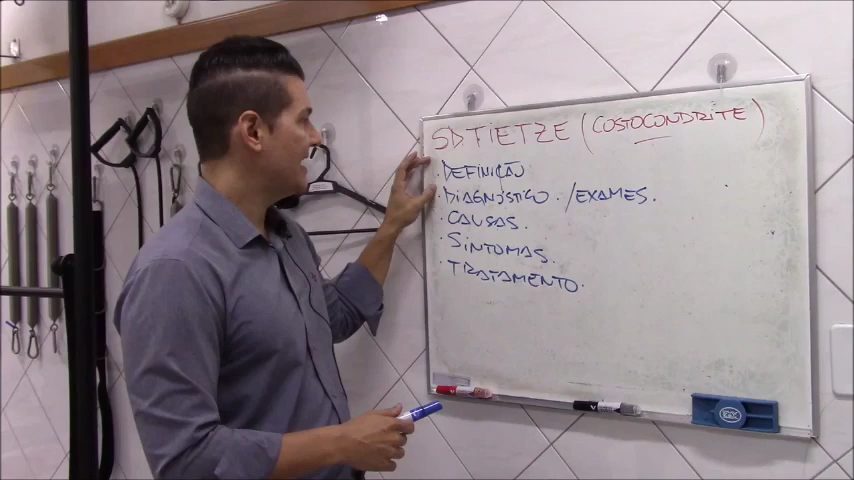 SD TIETZE (COSTOCONDRITE)
· DEFINIÇÃO
· DIAGNÓSTICO. /EXAMES.
· CAUSAS.
· SINTOMAS.
· TRATAMENTO.